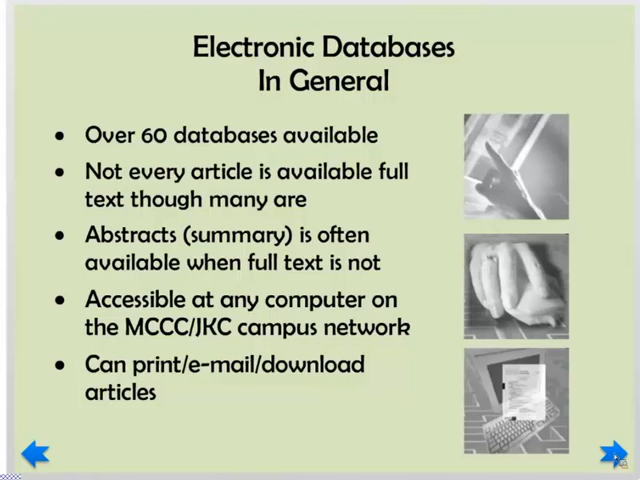 Electronic Databases
In General
• Over 60 databases available
• Not every article is available full
text though many are
• Abstracts (summary) is often
available when full text is not
• Accessible at any computer on
the MCCC/JKC campus network
• Can print/e-mail/download
articles